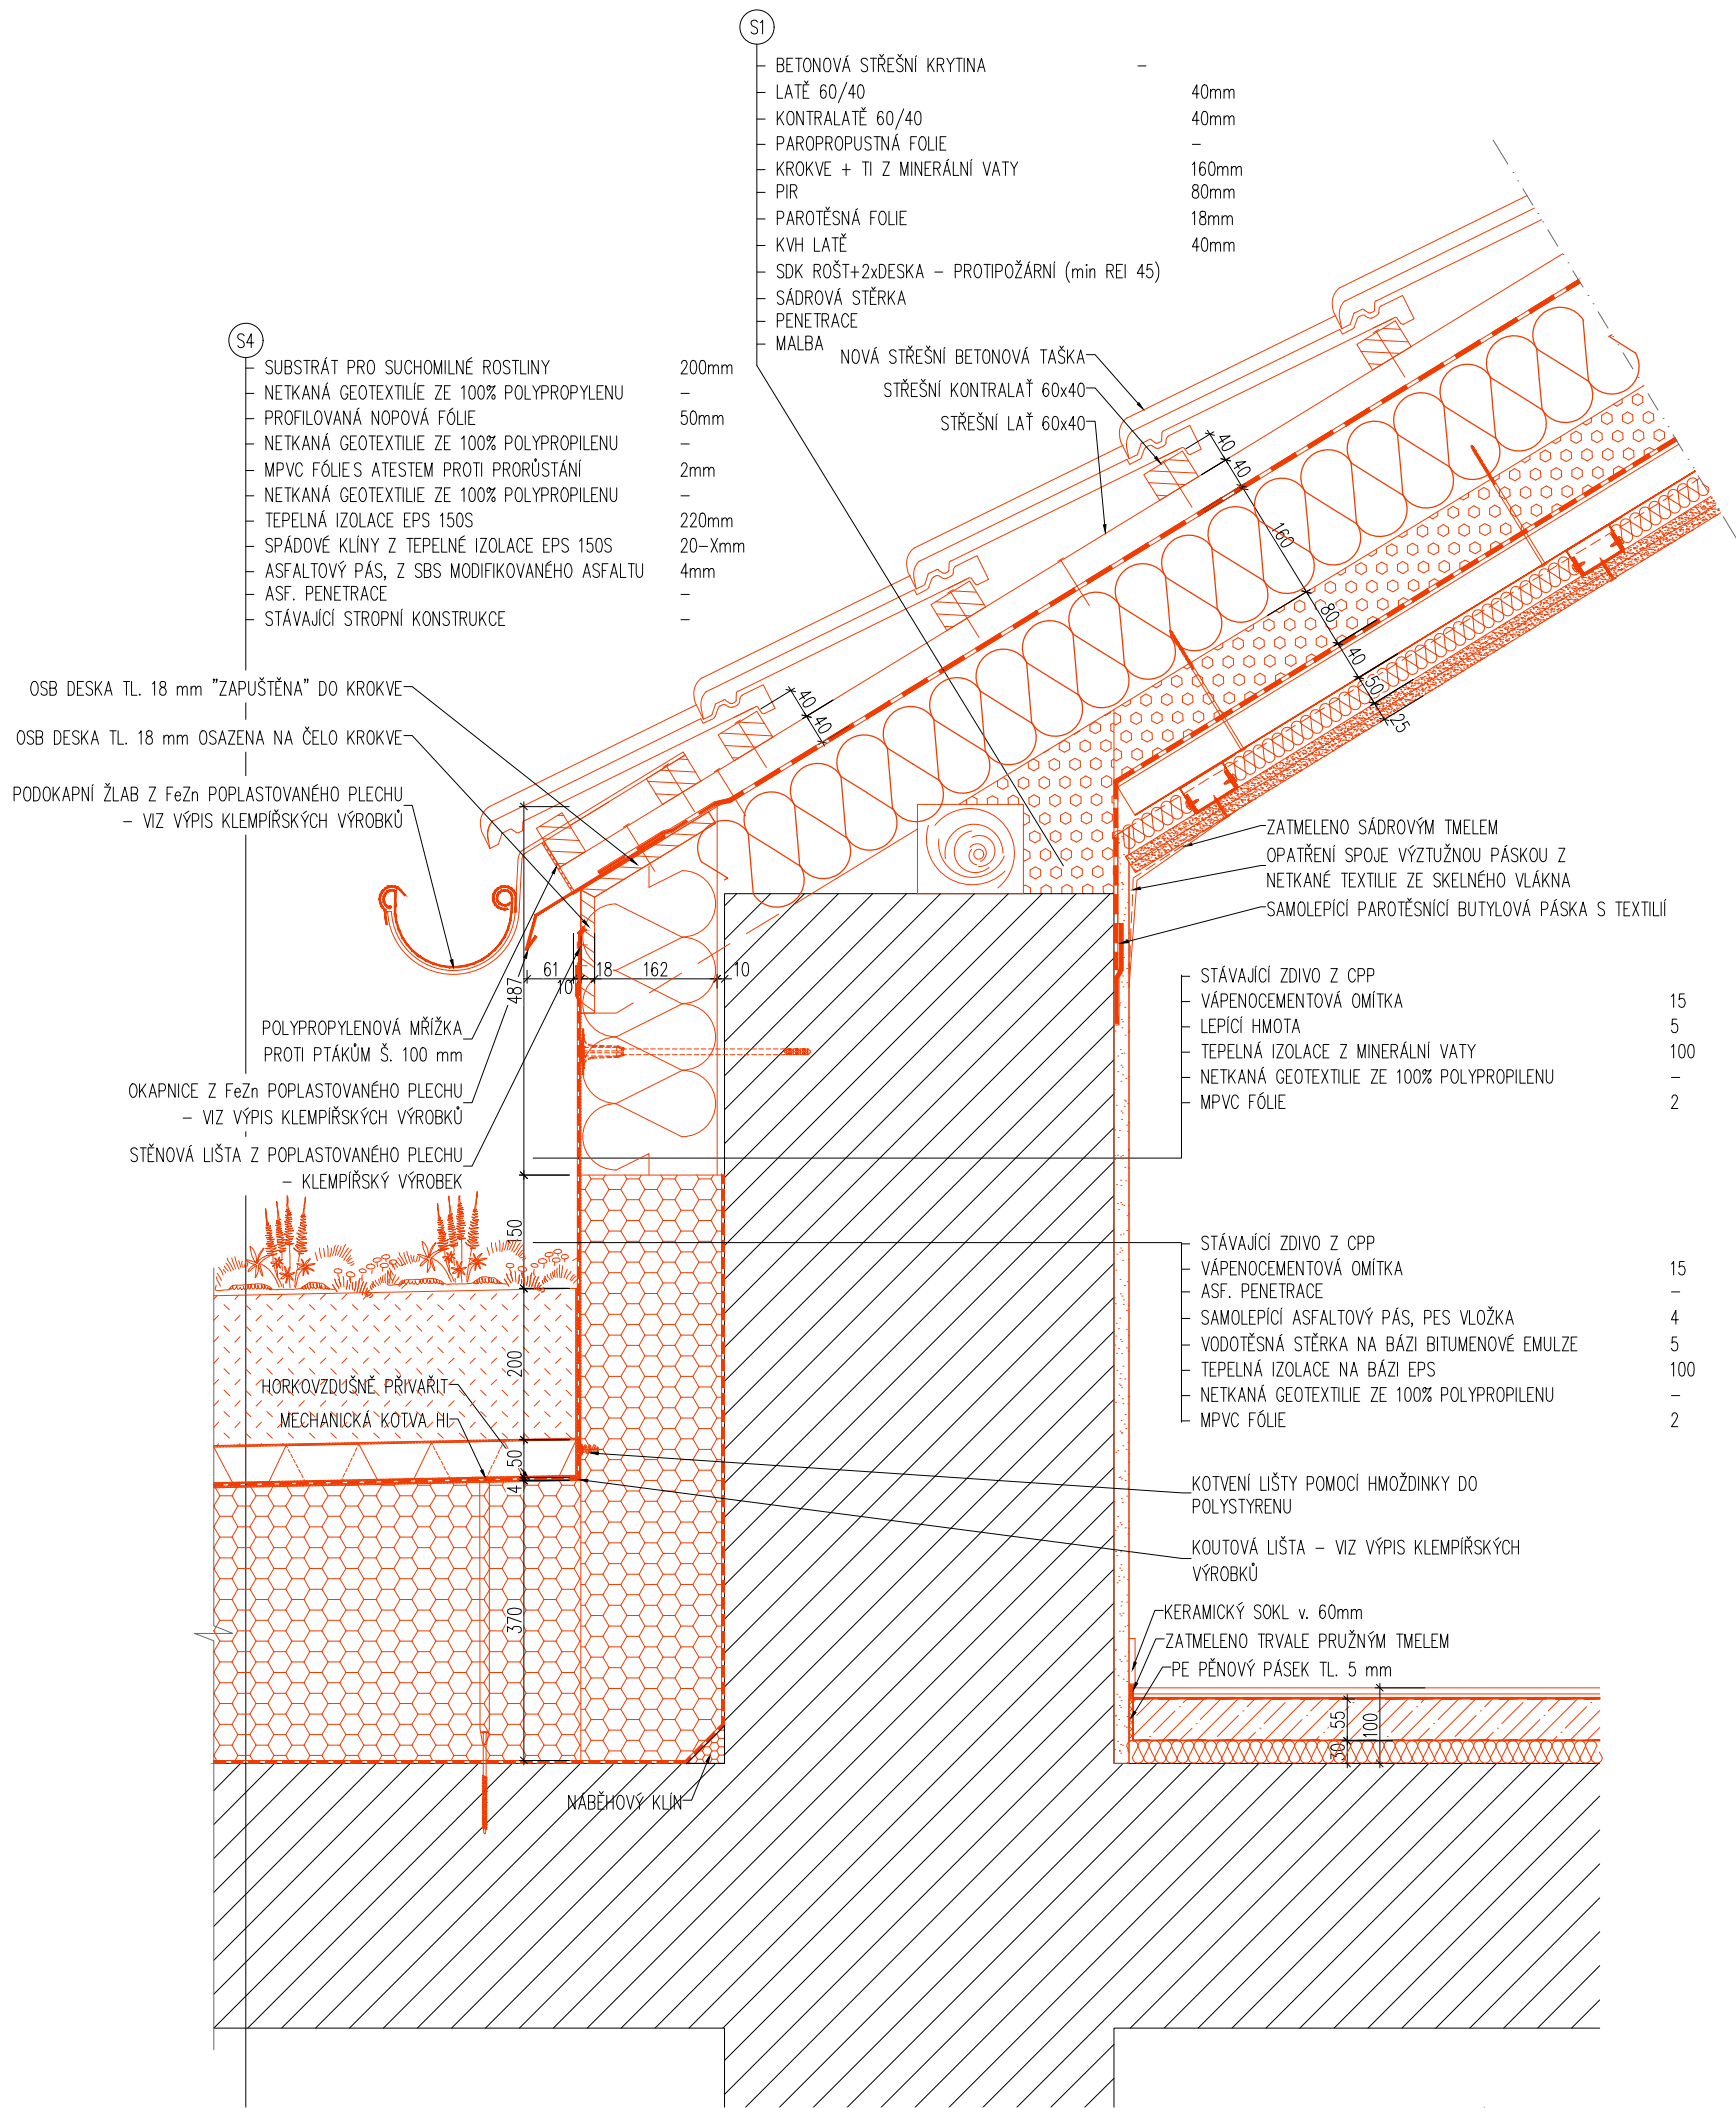 S1
BETONOVÁ STŘEŠNÍ KRYTINA –
LATĚ 60/40 40mm
KONTRALATĚ 60/40 40mm
PAROPROPUSTNÁ FOLIE –
KROKVE + TI Z MINERÁLNÍ VATY 160mm
PIR 80mm
PAROTĚSNÁ FOLIE 18mm
KVH LATĚ 40mm
SDK ROŠT+2xDESKA – PROTIPOŽÁRNÍ (min REI 45)
SÁDROVÁ STĚRKA
PENETRACE
MALBA
S4
SUBSTRÁT PRO SUCHOMILNÉ ROSTLINY 200mm
NETKANÁ GEOTEXTILÍE ZE 100% POLYPROPYLENU –
PROFILOVANÁ NOPOVÁ FÓLIE 50mm
NETKANÁ GEOTEXTILIE ZE 100% POLYPROPILENU –
MPVC FÓLIE S ATESTEM PROTI PRORŮSTÁNÍ 2mm
NETKANÁ GEOTEXTILIE ZE 100% POLYPROPILENU –
TEPELNÁ IZOLACE EPS 150S 220mm
SPÁDOVÉ KLÍNY Z TEPELNÉ IZOLACE EPS 150S 20–Xmm
ASFALTOVÝ PÁS, Z SBS MODIFIKOVANÉHO ASFALTU 4mm
ASF. PENETRACE –
STÁVAJÍCÍ STROPNÍ KONSTRUKCE –
NOVÁ STŘEŠNÍ BETONOVÁ TAŠKA
STŘEŠNÍ KONTRALAŤ 60x40
STŘEŠNÍ LAŤ 60x40
40
40
160
80
40
50
25
OSB DESKA TL. 18 mm "ZAPUŠTĚNA" DO KROKVE
OSB DESKA TL. 18 mm OSAZENA NA ČELO KROKVE
PODOKAPNÍ ŽLAB Z FeZn POPLASTOVANÉHO PLECHU
– VIZ VÝPIS KLEMPÍŘSKÝCH VÝROBKŮ
40
40
487
61
10
18
162
10
POLYPROPYLENOVÁ MŘÍŽKA
PROTI PTÁKŮM Š. 100 mm
OKAPNICE Z FeZn POPLASTOVANÉHO PLECHU
– VIZ VÝPIS KLEMPÍŘSKÝCH VÝROBKŮ
STĚNOVÁ LIŠTA Z POPLASTOVANÉHO PLECHU
– KLEMPÍŘSKÝ VÝROBEK
ZATMELENO SÁDROVÝM TMELEM
OPATŘENÍ SPOJE VÝZTUŽNOU PÁSKOU Z
NETKANÉ TEXTILIE ZE SKELNÉHO VLÁKNA
SAMOLEPÍCÍ PAROTĚSNÍCÍ BUTYLOVÁ PÁSKA S TEXTILIÍ
STÁVAJÍCÍ ZDIVO Z CPP
VÁPENOCEMENTOVÁ OMÍTKA 15
LEPÍCÍ HMOTA 5
TEPELNÁ IZOLACE Z MINERÁLNÍ VATY 100
NETKANÁ GEOTEXTILIE ZE 100% POLYPROPILENU –
MPVC FÓLIE 2
STÁVAJÍCÍ ZDIVO Z CPP
VÁPENOCEMENTOVÁ OMÍTKA 15
ASF. PENETRACE –
SAMOLEPÍCÍ ASFALTOVÝ PÁS, PES VLOŽKA 4
VODOTĚSNÁ STĚRKA NA BÁZI BITUMENOVÉ EMULZE 5
TEPELNÁ IZOLACE NA BÁZI EPS 100
NETKANÁ GEOTEXTILIE ZE 100% POLYPROPILENU –
MPVC FÓLIE 2
150
200
HORKOVZDUŠNĚ PŘIVAŘIT
MECHANICKÁ KOTVA HI
50
4
370
KOTVENÍ LIŠTY POMOCÍ HMOŽDINKY DO
POLYSTYRENU
KOUTOVÁ LIŠTA – VIZ VÝPIS KLEMPÍŘSKÝCH
VÝROBKŮ
KERAMICKÝ SOKL v. 60mm
ZATMELENO TRVALE PRUŽNÝM TMELEM
PE PĚNOVÝ PÁSEK TL. 5 mm
55
100
30
NÁBĚHOVÝ KLÍN